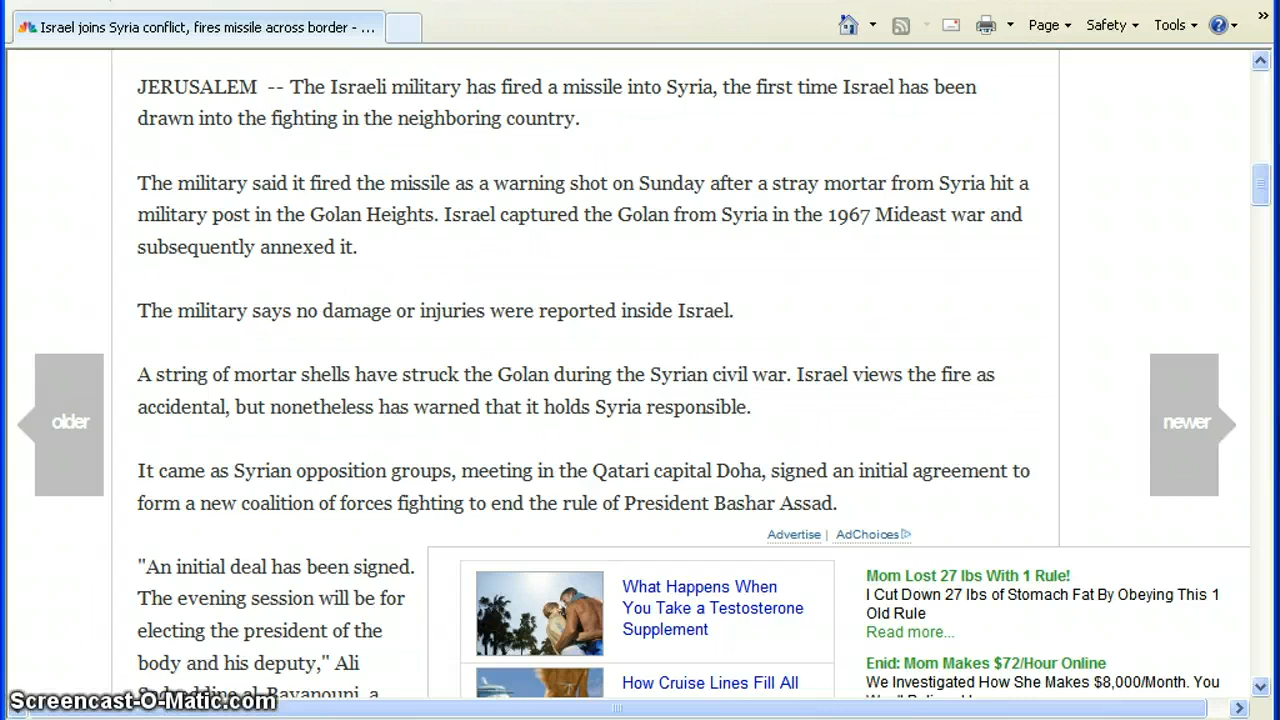 Israel joins Syria conflict, fires missile across border - ...
Page
Safety
Tools
JERUSALEM -- The Israeli military has fired a missile into Syria, the first time Israel has been
drawn into the fighting in the neighboring country.
The military said it fired the missile as a warning shot on Sunday after a stray mortar from Syria hit a
military post in the Golan Heights. Israel captured the Golan from Syria in the 1967 Mideast war and
subsequently annexed it.
The military says no damage or injuries were reported inside Israel.
A string of mortar shells have struck the Golan during the Syrian civil war. Israel views the fire as
accidental, but nonetheless has warned that it holds Syria responsible.
older
newer
It came as Syrian opposition groups, meeting in the Qatari capital Doha, signed an initial agreement to
form a new coalition of forces fighting to end the rule of President Bashar Assad.
Advertise | AdChoices
"An initial deal has been signed.
The evening session will be for
electing the president of the
body and his deputy," Ali
What Happens When
You Take a Testosterone
Supplement
How Cruise Lines Fill All
Mom Lost 27 lbs With 1 Rule!
I Cut Down 27 lbs of Stomach Fat By Obeying This 1
Old Rule
Read more...
Enid: Mom Makes $72/Hour Online
We Investigated How She Makes $8,000/Month. You
Screencast-O-Matic.com